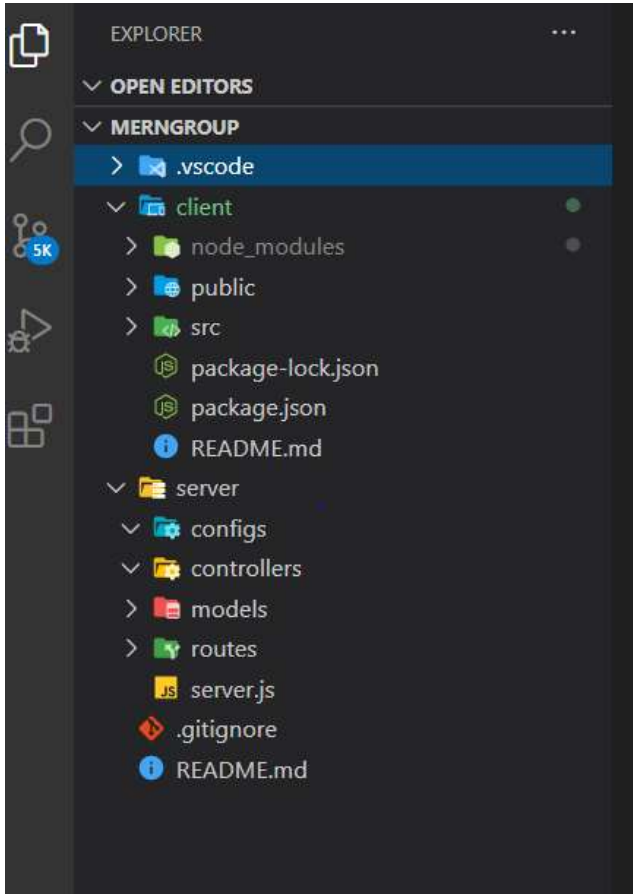 EXPLORER
OPEN EDITORS
MERNGROUP
.vscode
client
node_modules
public
5K
src
package-lock.json
package.json
README.md
server
configs
controllers
models
routes
JS server.js
.gitignore
README.md